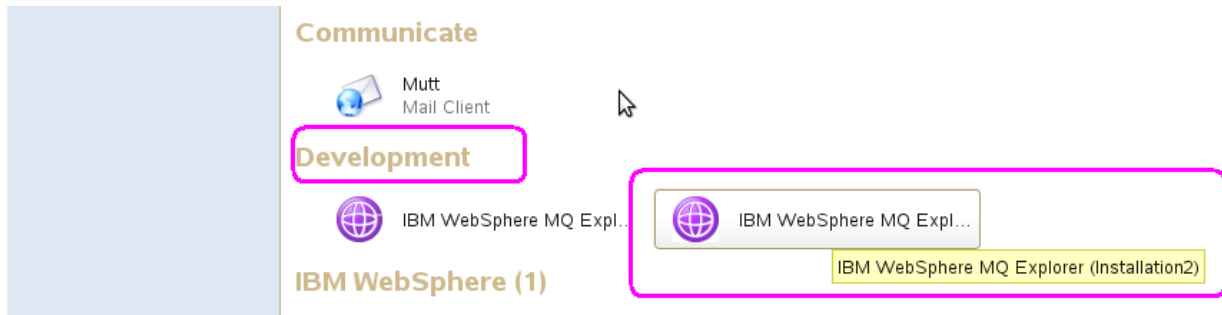 Communicate
Mutt
Mail Client
Development
IBM WebSphere MQ Expl...
IBM WebSphere MQ Expl...
IBM WebSphere MQ Explorer (Installation2)
IBM WebSphere (1)